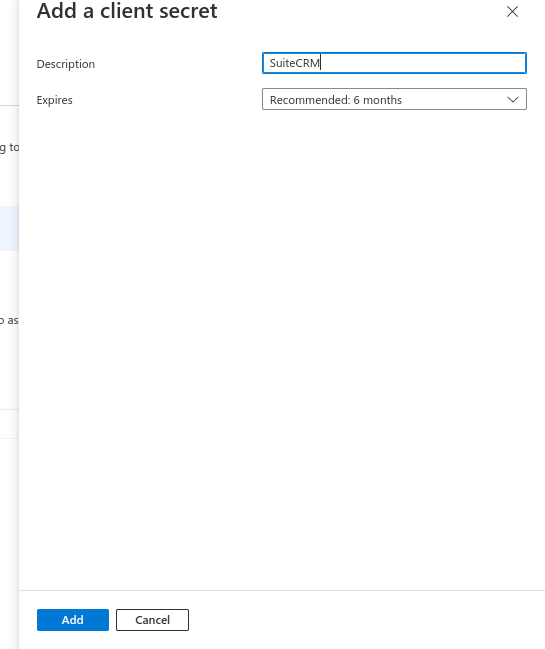 Add a client secret
Description
SuiteCRM
Expires
Recommended: 6 months
g to
o as
Add
Cancel